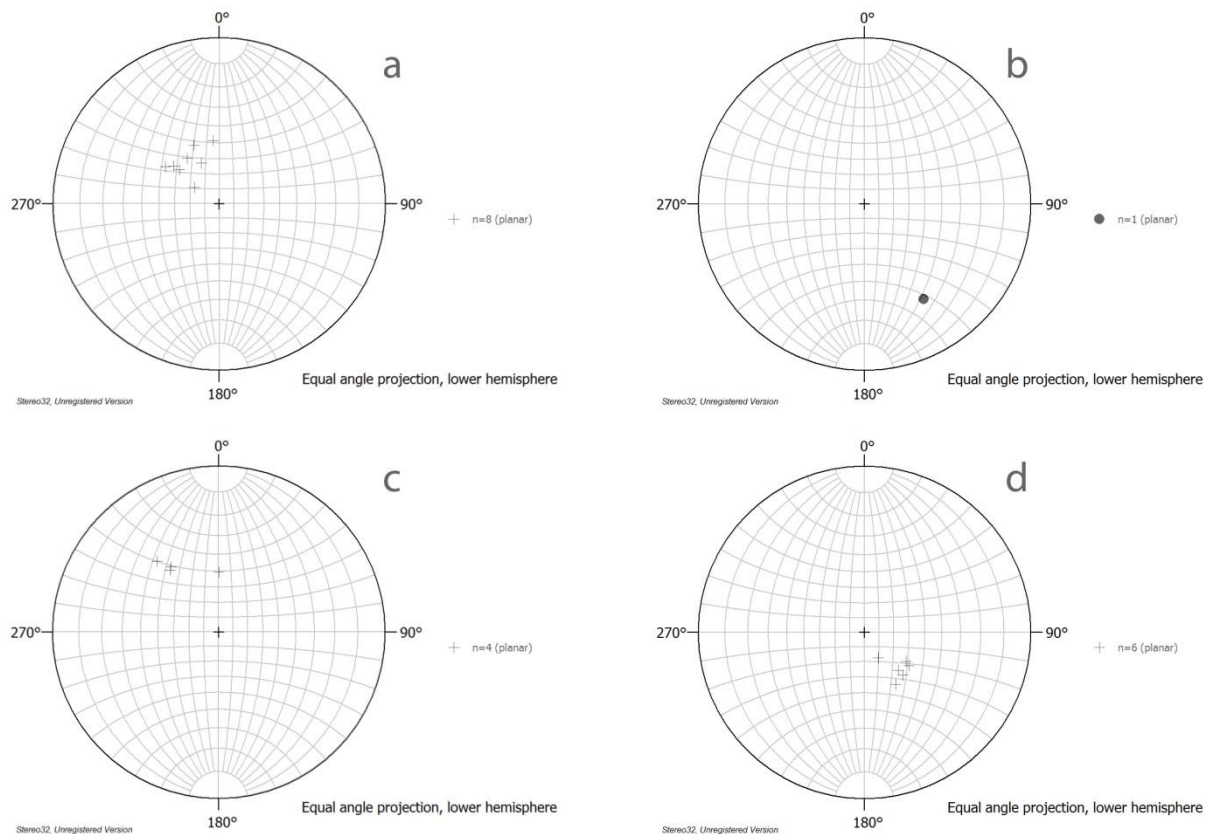 0°
a
270°
90°
n=8 (planar)
180°
Equal angle projection, lower hemisphere
Stereo32, Unregistered Version
0°
b
270°
90°
n=1 (planar)
180°
Equal angle projection, lower hemisphere
Stereo32, Unregistered Version
0°
c
270°
90°
n=4 (planar)
180°
Equal angle projection, lower hemisphere
Stereo32, Unregistered Version
0°
d
270°
90°
n=6 (planar)
180°
Equal angle projection, lower hemisphere
Stereo32, Unregistered Version